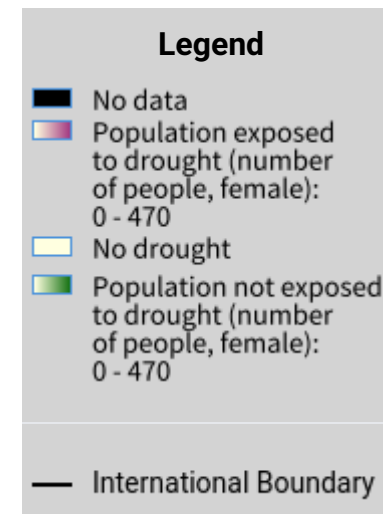 Legend
No data
Population exposed
to drought (number
of people, female):
0 - 470
No drought
Population not exposed
to drought (number
of people, female):
0 - 470
International Boundary